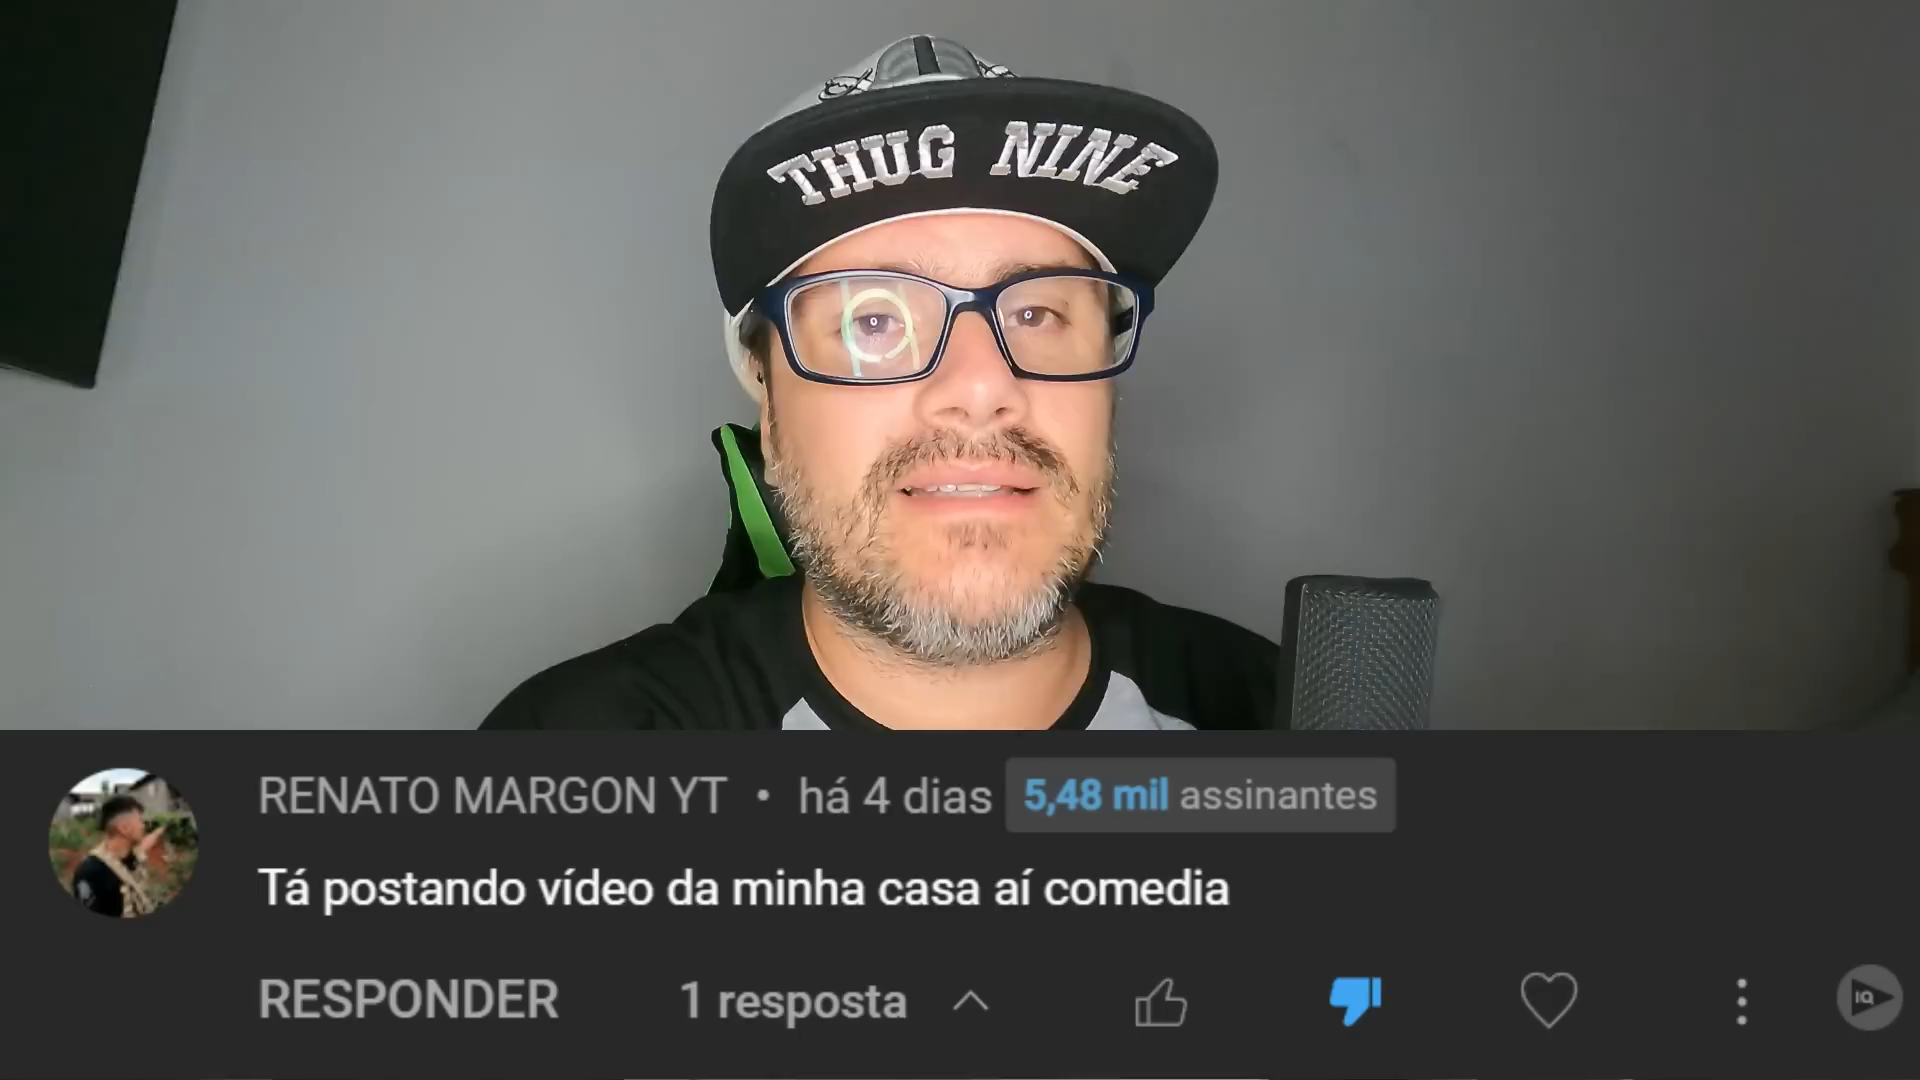 THUG NINE
RENATO MARGON YT • há 4 dias 5,48 mil assinantes
Tá postando vídeo da minha casa aí comedia
RESPONDER 1 resposta
IQ